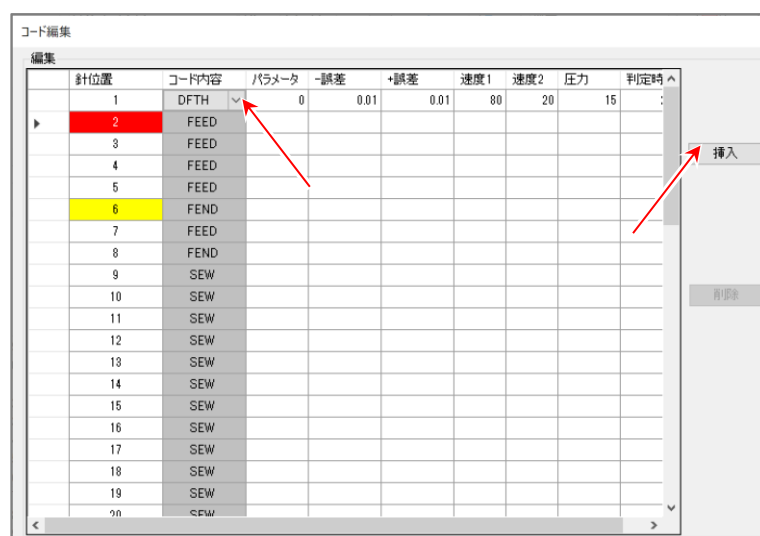 コード編集
編集
針位置 コード内容 パラメータ -誤差 +誤差 速度1 速度2 圧力 判定時
1 DFTH 0 0.01 0.01 80 20 15
2 FEED
3 FEED
4 FEED
5 FEED
6 FEND
7 FEED
8 FEND
9 SEW
10 SEW
11 SEW
12 SEW
13 SEW
14 SEW
15 SEW
16 SEW
17 SEW
18 SEW
19 SEW
20 SEW
挿入
削除